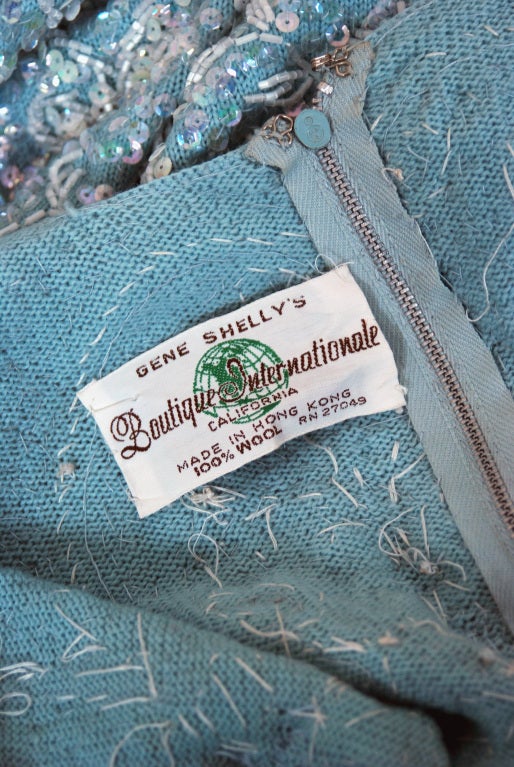 GENE SHELLY'S
Boutique Internationale
CALIFORNIA
MADE IN HONG KONG
100% WOOL RN 27049